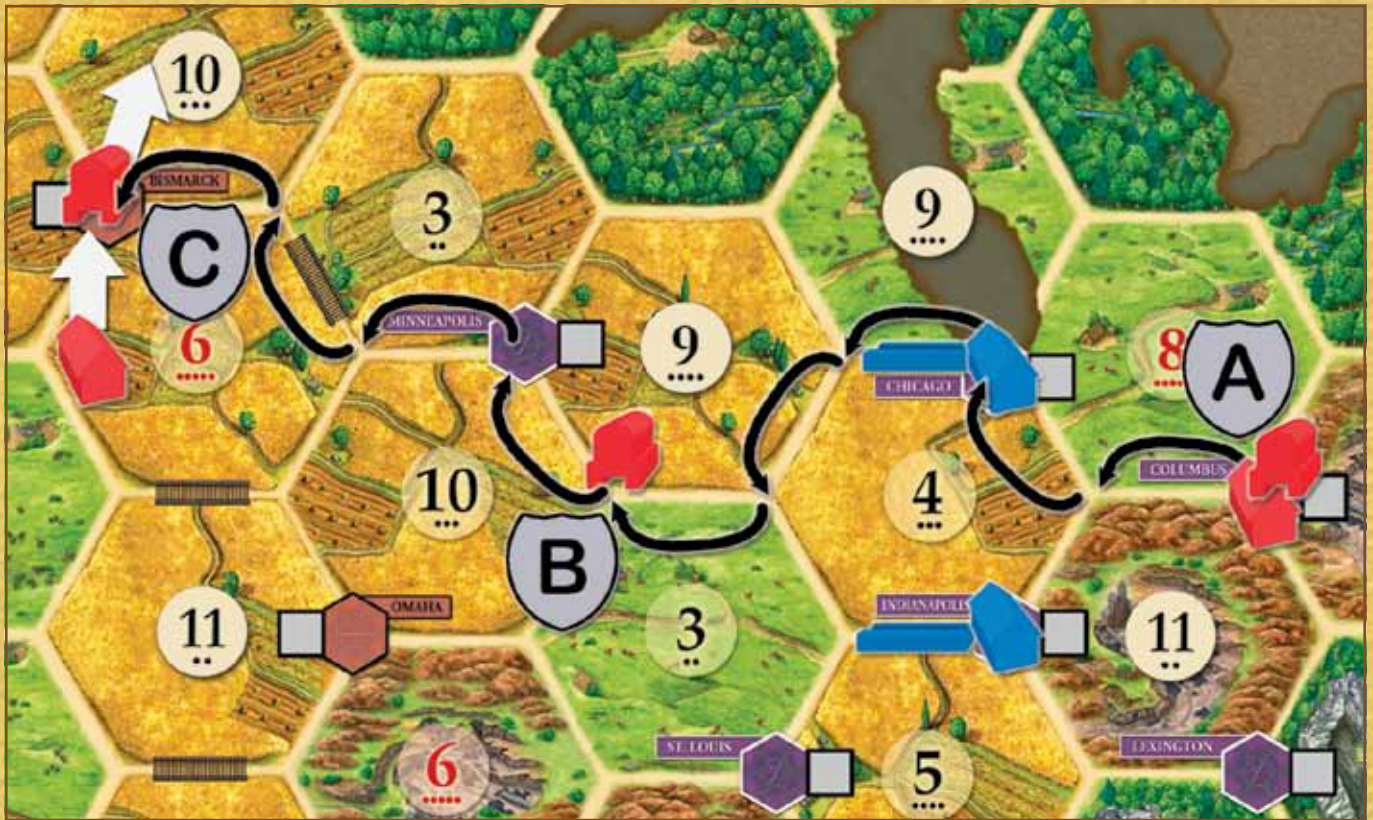 10
BISMARCK
3
9
C
MINNEAPOLIS
6
9
CHICAGO
8
A
COLUMBUS
10
4
B
OMAHA
INDIANAPOLIS
11
3
11
ST. LOUIS
LEXINGTON
6
5